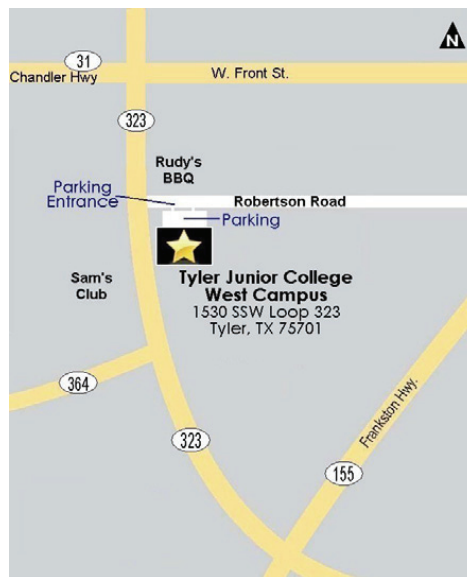 N
31
Chandler Hwy
W. Front St.
323
Rudy's
BBQ
Parking
Entrance
Robertson Road
Parking
Sam's
Club
Tyler Junior College
West Campus
1530 SSW Loop 323
Tyler, TX 75701
364
323
Frankston Hwy.
155